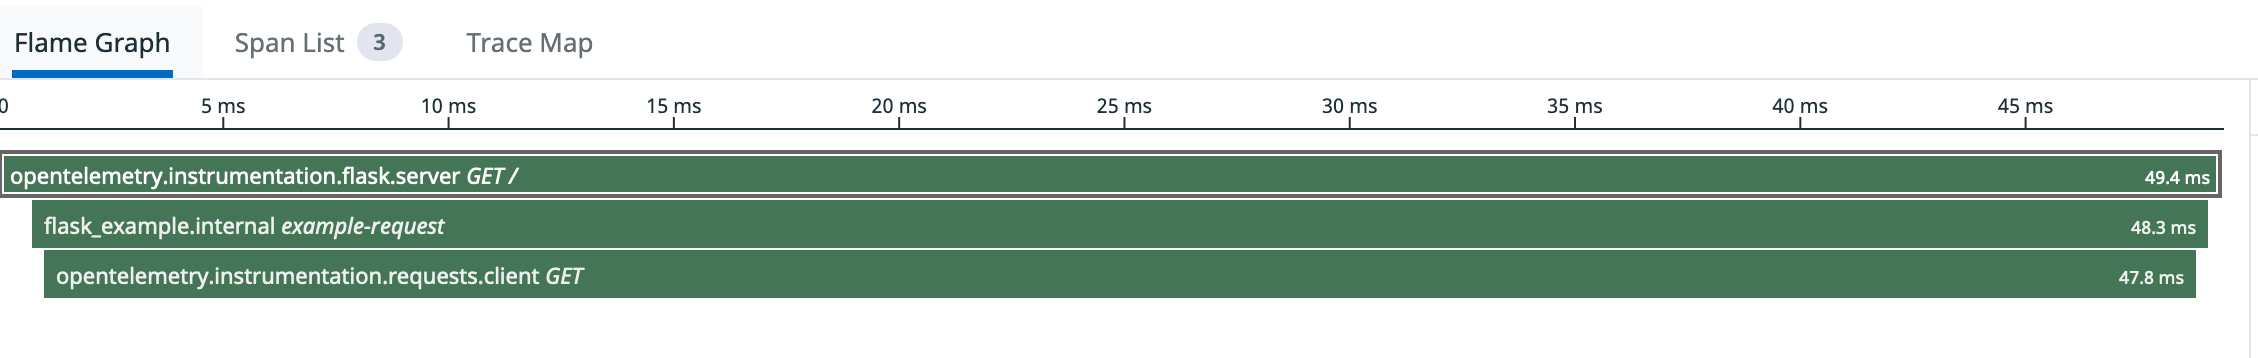 Flame Graph Span List 3 Trace Map
0 5 ms 10 ms 15 ms 20 ms 25 ms 30 ms 35 ms 40 ms 45 ms
opentelemetry.instrumentation.flask.server GET / 49.4 ms
flask_example.internal example-request 48.3 ms
opentelemetry.instrumentation.requests.client GET 47.8 ms